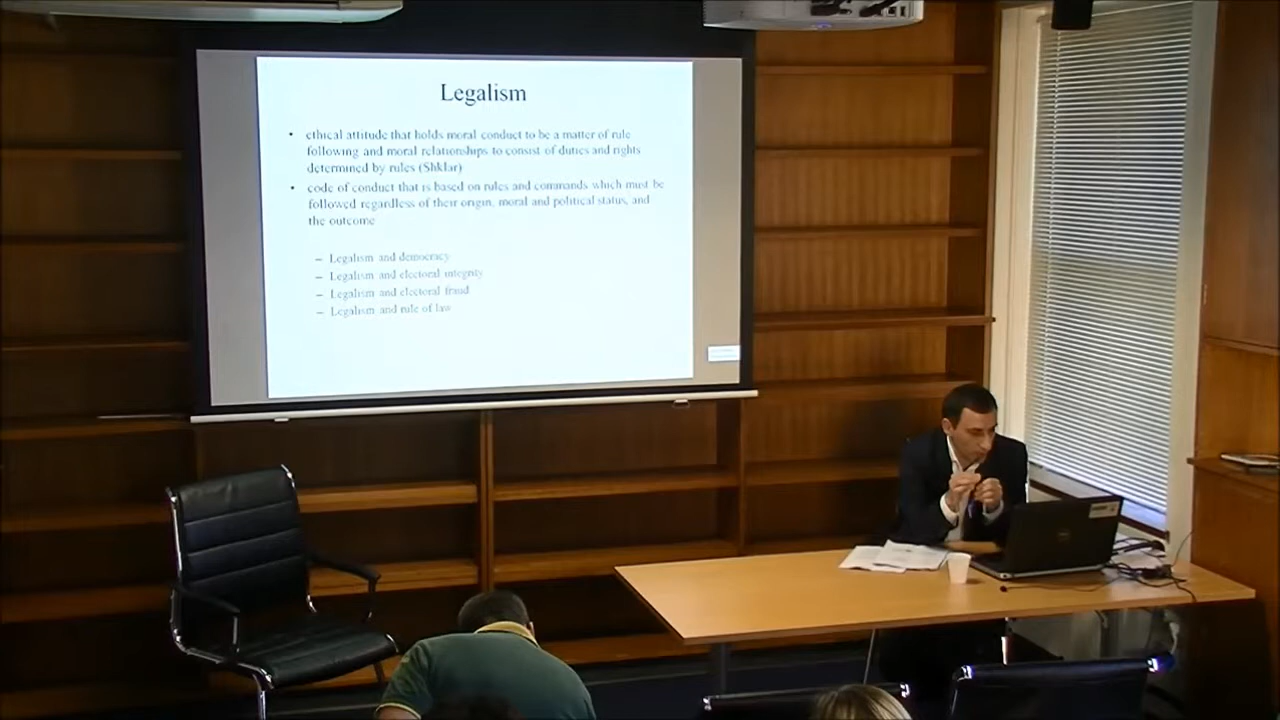 Legalism
• ethical attitude that holds moral conduct to be a matter of rule
following and moral relationships to consist of duties and rights
determined by rules (Shklar)
• code of conduct that is based on rules and commands which must be
followed regardless of their origin, moral and political status, and
the outcome
– Legalism and democracy
– Legalism and electoral integrity
– Legalism and electoral fraud
– Legalism and rule of law